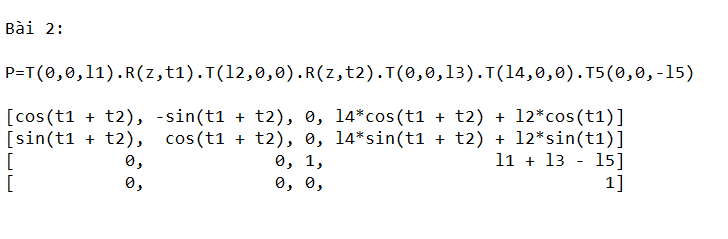 Bài 2:
P=T(0,0,l1).R(z,t1).T(l2,0,0).R(z,t2).T(0,0,l3).T(l4,0,0).T5(0,0,-l5)
[cos(t1 + t2), -sin(t1 + t2), 0, l4*cos(t1 + t2) + l2*cos(t1)]
[sin(t1 + t2),  cos(t1 + t2), 0, l4*sin(t1 + t2) + l2*sin(t1)]
[           0,             0, 1,                 l1 + l3 - l5]
[           0,             0, 0,                            1]